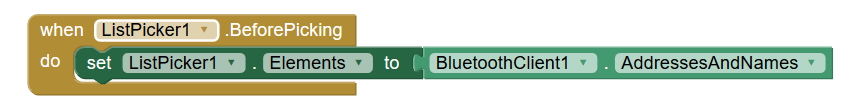 when ListPicker1 .BeforePicking
do set ListPicker1 . Elements to BluetoothClient1 . AddressesAndNames